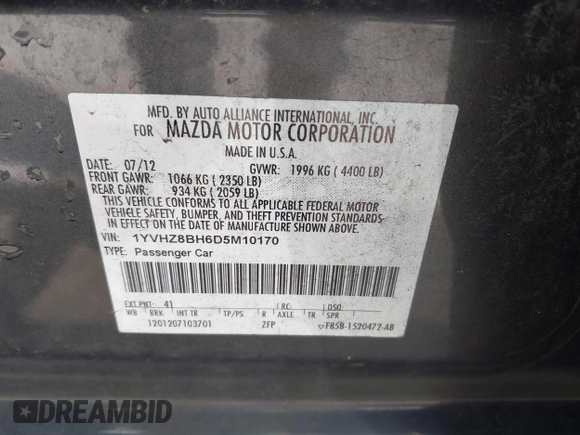 MFD. BY AUTO ALLIANCE INTERNATIONAL, INC.
FOR MAZDA MOTOR CORPORATION
MADE IN U.S.A.
DATE: 07/12 GVWR: 1996 KG ( 4400 LB)
FRONT GAWR: 1066 KG ( 2350 LB)
REAR GAWR: 934 KG ( 2059 LB)
THIS VEHICLE CONFORMS TO ALL APPLICABLE FEDERAL MOTOR
VEHICLE SAFETY, BUMPER, AND THEFT PREVENTION STANDARDS
IN EFFECT ON THE DATE OF MANUFACTURE SHOWN ABOVE.
VIN: 1YVHZ8BH6D5M10170
TYPE: Passenger Car
EXT PNT: 41 RC: DSO:
WB BRK INT TR TP/PS R AXLE TR SPR
1201207103701 ZFP F85B-1520472-AB
DREAMBID